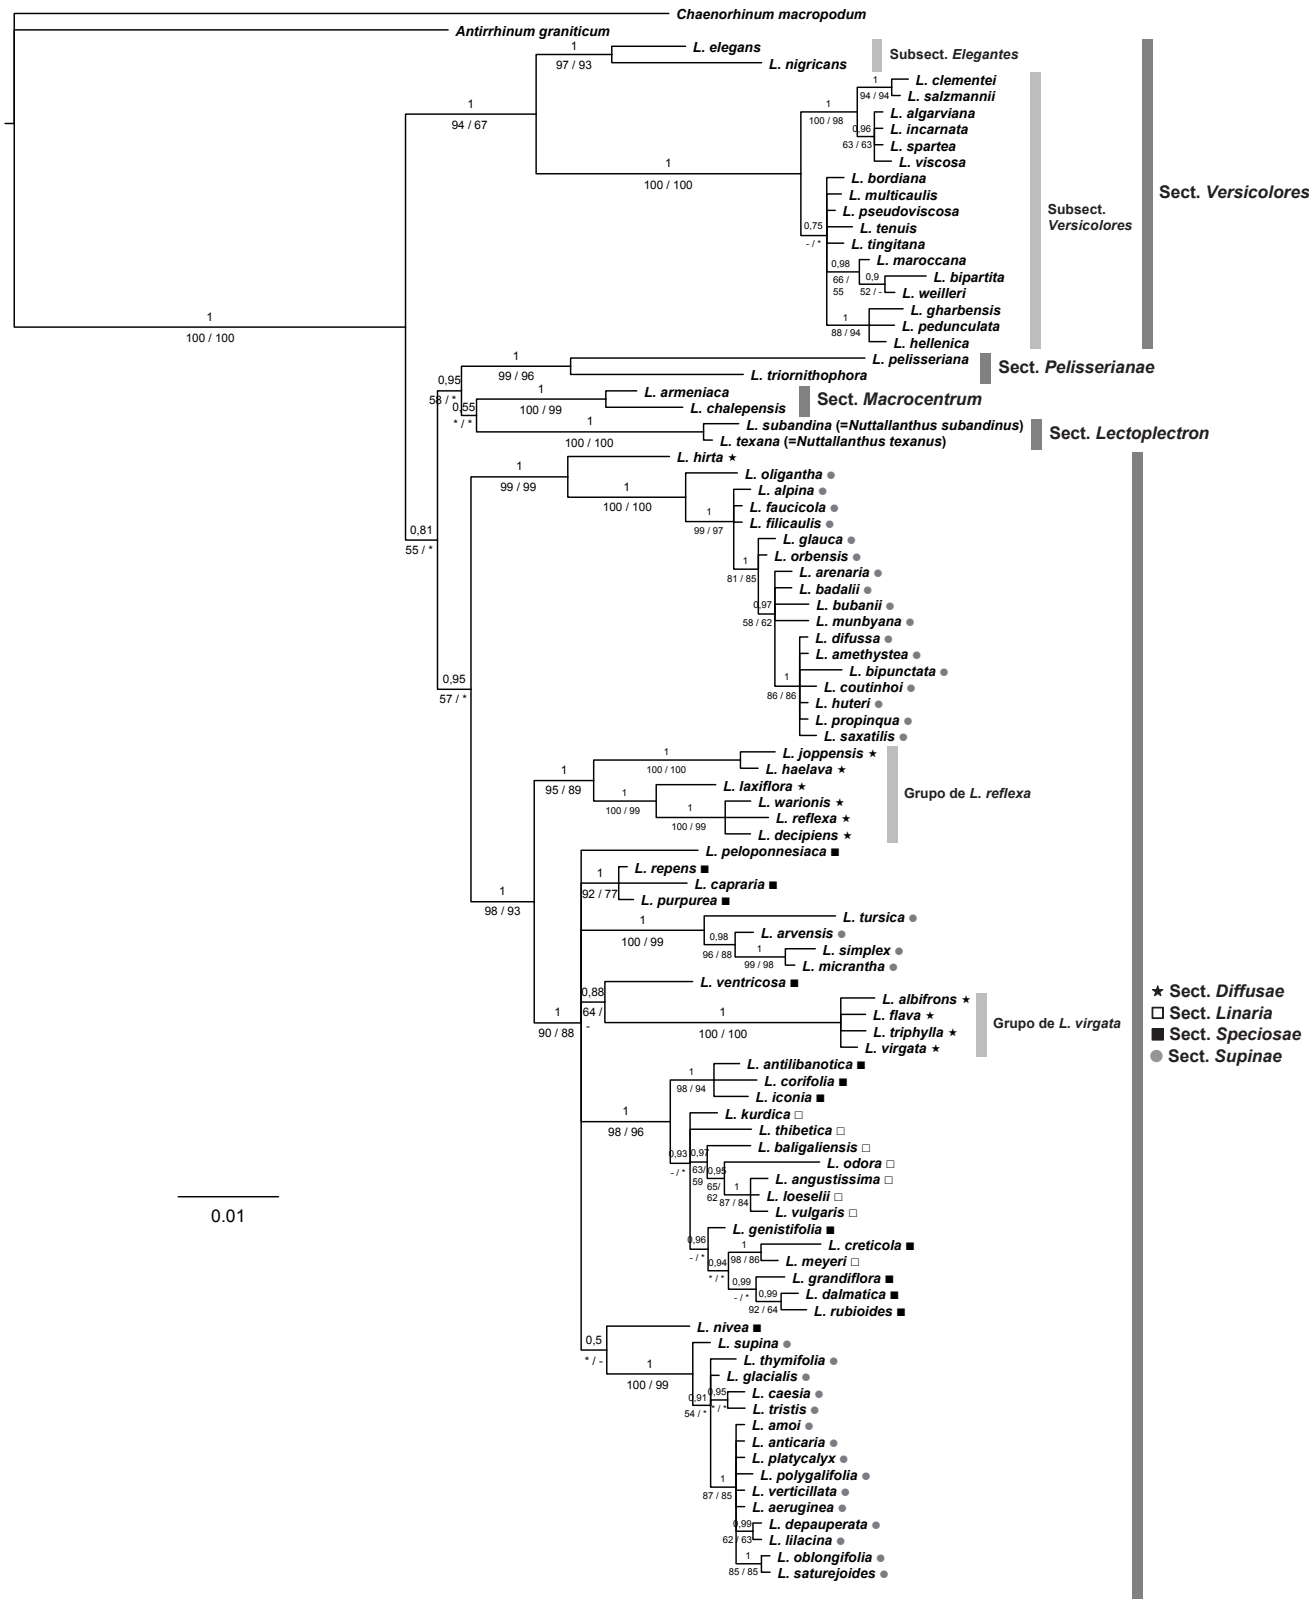 Chaenorhinum macropodum
Antirrhinum graniticum
1
L. elegans
97 / 93
L. nigricans
Subsect. Elegantes
1
94 / 67
1
L. clementei
94 / 94
L. salzmannii
1
100 / 98
L. algarviana
0,96
L. incarnata
63 / 63
L. spartea
L. viscosa
1
100 / 100
L. bordiana
L. multicaulis
L. pseudoviscosa
0,75
- / *
L. tenuis
L. tingitana
0,98
66 /
55
L. maroccana
0,9
52 / -
L. bipartita
L. weilleri
1
88 / 94
L. gharbensis
L. pedunculata
L. hellenica
Subsect.
Versicolores
Sect. Versicolores
1
100 / 100
1
99 / 96
L. pelisseriana
L. triornithophora
Sect. Pelisserianae
0,95
58 / *
0,55
* / *
1
100 / 99
L. armeniaca
L. chalepensis
Sect. Macrocentrum
1
100 / 100
L. subandina (=Nuttallanthus subandinus)
L. texana (=Nuttallanthus texanus)
Sect. Lectoplectron
0,81
55 / *
1
99 / 99
L. hirta ★
1
100 / 100
L. oligantha ●
1
99 / 97
L. alpina ●
L. faucicola ●
L. filicaulis ●
1
81 / 85
L. glauca ●
L. orbensis ●
0,97
58 / 62
L. arenaria ●
L. badalii ●
L. bubanii ●
L. munbyana ●
1
86 / 86
L. difussa ●
L. amethystea ●
L. bipunctata ●
L. coutinhoi ●
L. huteri ●
L. propinqua ●
L. saxatilis ●
0,95
57 / *
1
95 / 89
1
100 / 100
L. joppensis ★
L. haelava ★
1
100 / 99
L. laxiflora ★
1
100 / 99
L. warionis ★
L. reflexa ★
L. decipiens ★
Grupo de L. reflexa
1
98 / 93
L. peloponnesiaca ■
1
92 / 77
L. repens ■
L. capraria ■
L. purpurea ■
1
100 / 99
L. tursica ●
0,98
96 / 88
L. arvensis ●
1
99 / 98
L. simplex ●
L. micrantha ●
0,88
64 /
-
L. ventricosa ■
1
100 / 100
L. albifrons ★
L. flava ★
L. triphylla ★
L. virgata ★
Grupo de L. virgata
1
90 / 88
★ Sect. Diffusae
□ Sect. Linaria
■ Sect. Speciosae
● Sect. Supinae
1
98 / 96
1
98 / 94
L. antilibanotica ■
L. corifolia ■
L. iconia ■
0,93
- / *
L. kurdica □
L. thibetica □
0,97
63/
59
L. baligaliensis □
0,95
65/
62
L. odora □
1
87 / 84
L. angustissima □
L. loeselii □
L. vulgaris □
0,96
- / *
L. genistifolia ■
0,94
* / *
1
98 / 86
L. creticola ■
L. meyeri □
0,99
- / *
L. grandiflora ■
0,99
92 / 64
L. dalmatica ■
L. rubioides ■
0.01
0,5
* / -
L. nivea ■
1
100 / 99
L. supina ●
0,91
54 / *
L. thymifolia ●
L. glacialis ●
0,95
* / *
L. caesia ●
L. tristis ●
1
87 / 85
L. amoi ●
L. anticaria ●
L. platycalyx ●
L. polygalifolia ●
L. verticillata ●
L. aeruginea ●
0,99
62 / 63
L. depauperata ●
L. lilacina ●
1
85 / 85
L. oblongifolia ●
L. saturejoides ●